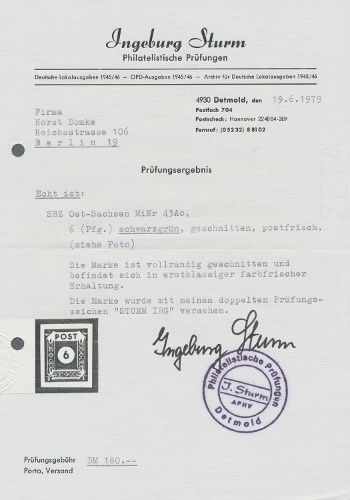 Ingeburg Sturm
Philatelistische Prüfungen
Deutsche Lokalausgaben 1945/46 — OPD-Ausgaben 1945/46 — Archiv für Deutsche Lokalausgaben 1945/46
4930 Detmold, den 19.6.1979
Postfach 704
Postscheck: Hannover 224884-309
Fernruf: (05232) 88102
Firma
Horst Domke
Reichsstrasse 106
Berlin 19
Prüfungsergebnis
Echt ist:
SBZ Ost-Sachsen MiNr 43Ac,
6 (Pfg.) schwarzgrün, geschnitten, postfrisch,
(siehe Foto)
Die Marke ist vollrandig geschnitten und
befindet sich in erstklassiger farbfrischer
Erhaltung.
Die Marke wurde mit meinen doppelten Prüfungs-
zeichen "STURM IBG" versehen.
Ingeburg Sturm
POST
6
Philatelistische Prüfungen
J. Sturm
APHV
Detmold
Prüfungsgebühr DM 180.--
Porto, Versand